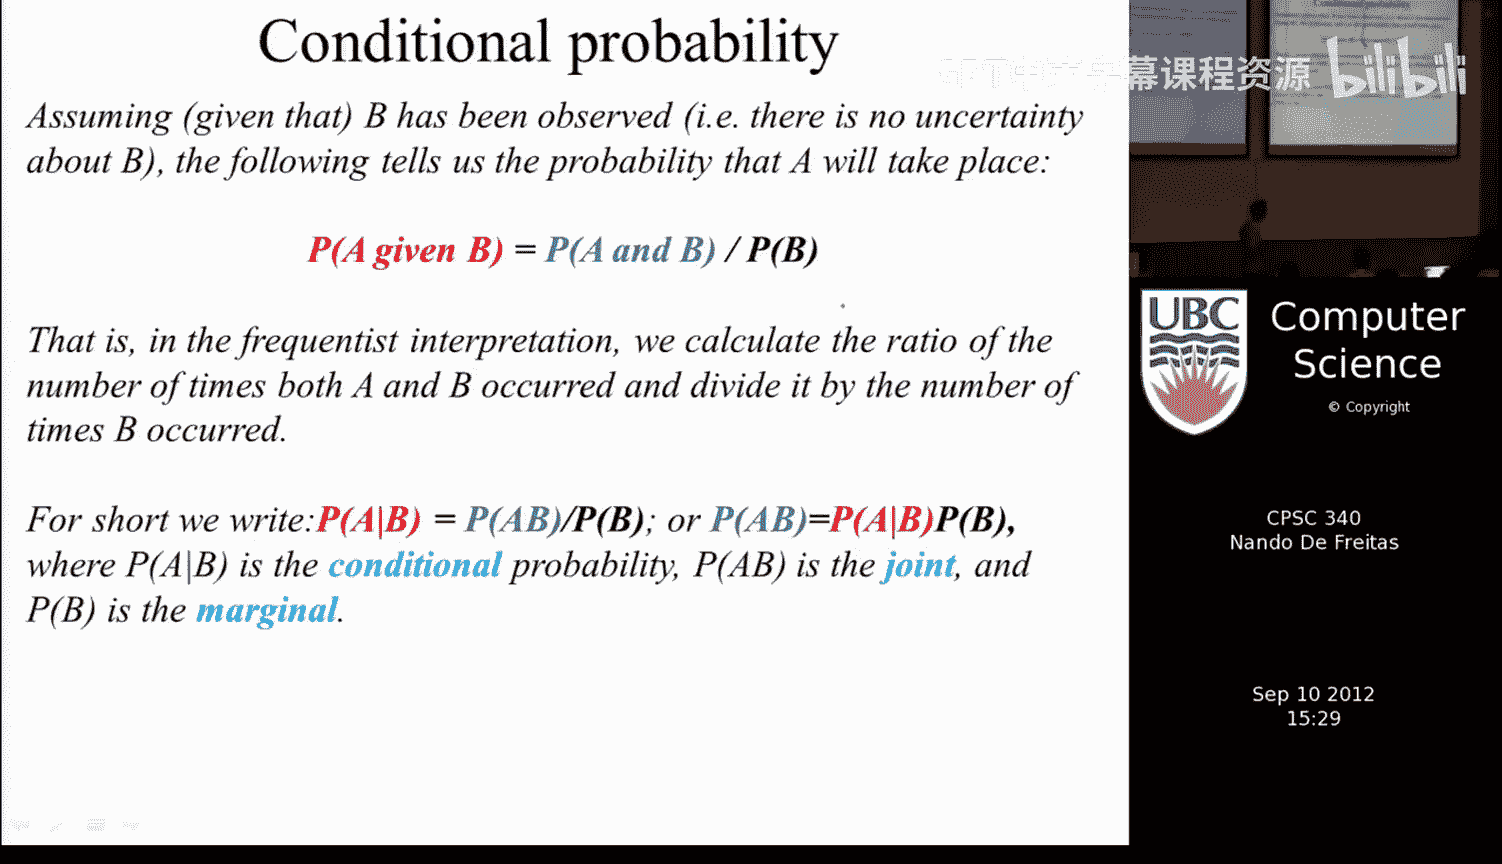 Conditional probability
Assuming (given that) B has been observed (i.e. there is no uncertainty
about B), the following tells us the probability that A will take place:
P(A given B) = P(A and B) / P(B)
That is, in the frequentist interpretation, we calculate the ratio of the
number of times both A and B occurred and divide it by the number of
times B occurred.
For short we write:P(A|B) = P(AB)/P(B); or P(AB)=P(A|B)P(B),
where P(A|B) is the conditional probability, P(AB) is the joint, and
P(B) is the marginal.
幕课程资源 bilibili
UBC
Computer
Science
© Copyright
CPSC 340
Nando De Freitas
Sep 10 2012
15:29